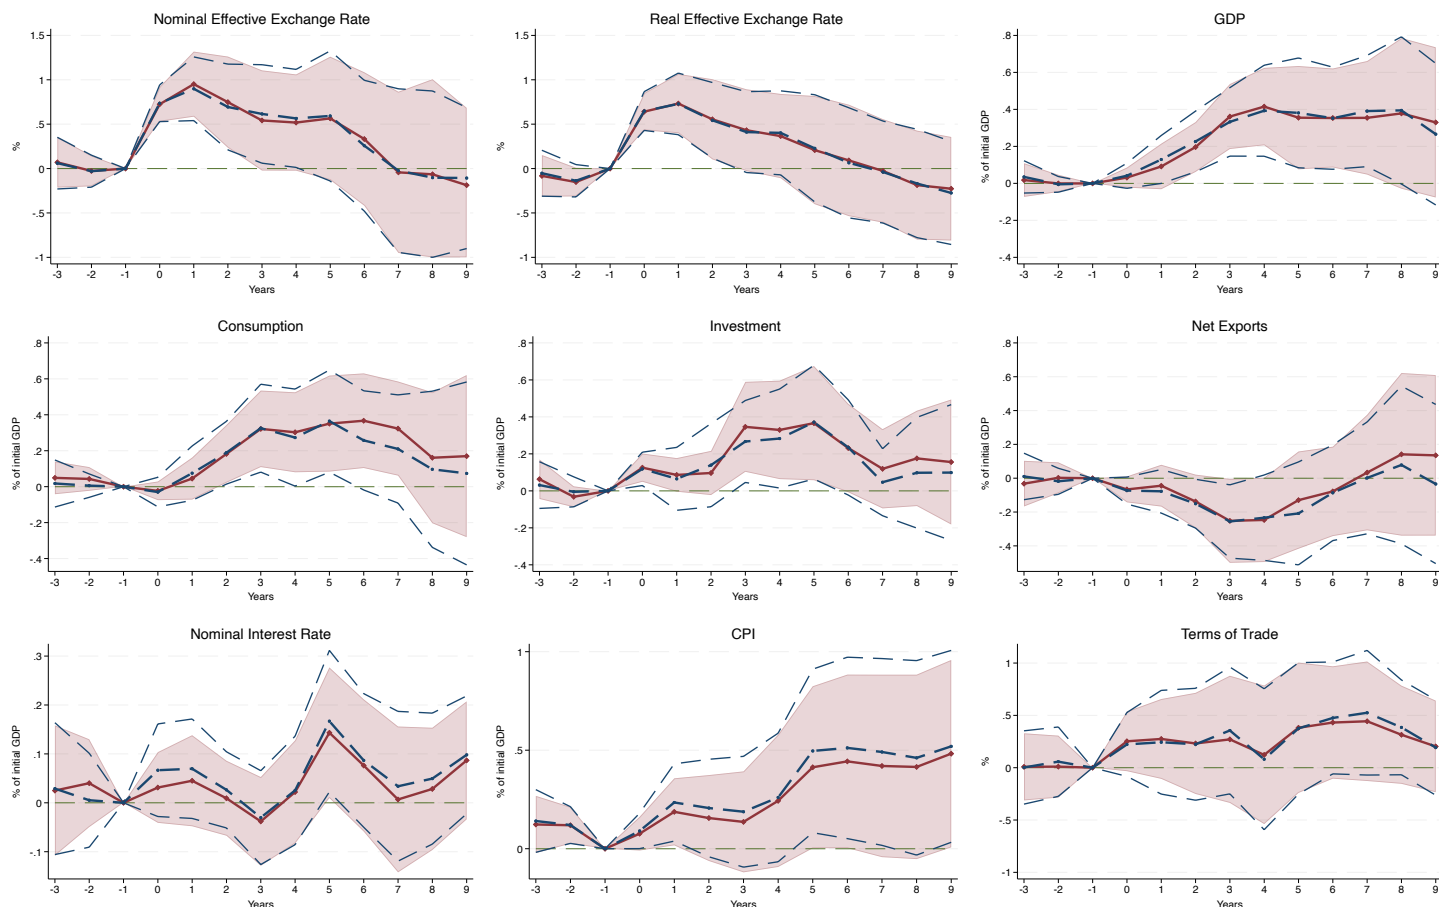 Nominal Effective Exchange Rate
1.5
1
.5
0
-.5
-1
%
-3 -2 -1 0 1 2 3 4 5 6 7 8 9
Years
Real Effective Exchange Rate
1.5
1
.5
0
-.5
-1
%
-3 -2 -1 0 1 2 3 4 5 6 7 8 9
Years
GDP
.8
.6
.4
.2
0
-.2
-.4
% of initial GDP
-3 -2 -1 0 1 2 3 4 5 6 7 8 9
Years
Consumption
.8
.6
.4
.2
0
-.2
-.4
% of initial GDP
-3 -2 -1 0 1 2 3 4 5 6 7 8 9
Years
Investment
.8
.6
.4
.2
0
-.2
-.4
% of initial GDP
-3 -2 -1 0 1 2 3 4 5 6 7 8 9
Years
Net Exports
.8
.6
.4
.2
0
-.2
-.4
% of initial GDP
-3 -2 -1 0 1 2 3 4 5 6 7 8 9
Years
Nominal Interest Rate
.3
.2
.1
0
-.1
% of initial GDP
-3 -2 -1 0 1 2 3 4 5 6 7 8 9
Years
CPI
1
.5
0
% of initial GDP
-3 -2 -1 0 1 2 3 4 5 6 7 8 9
Years
Terms of Trade
1
.5
0
-.5
-1
%
-3 -2 -1 0 1 2 3 4 5 6 7 8 9
Years